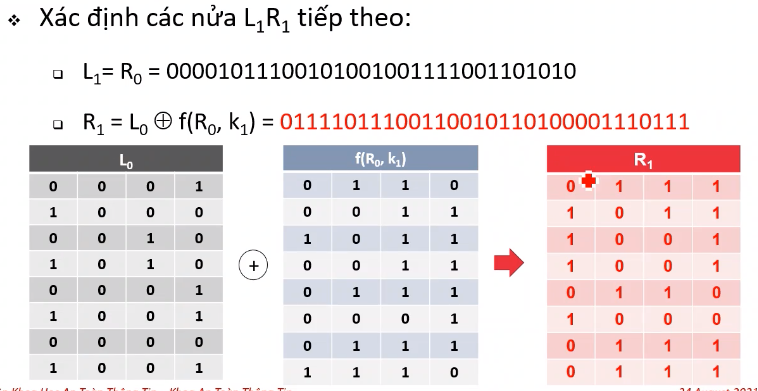 ❖ Xác định các nửa L₁R₁ tiếp theo:
❑ L₁= R₀ = 00001011100101001001111001101010
❑ R₁ = L₀ ⊕ f(R₀, k₁) = 01111011100110010110100001110111
L₀ f(R₀, k₁) R₁
0 0 0 1 0 1 1 0 0 1 1 1
1 0 0 0 0 0 1 1 1 0 1 1
0 0 1 0 1 0 1 1 1 0 0 1
1 0 1 0 + 0 0 1 1 1 0 0 1
0 0 0 1 0 1 1 1 0 1 1 0
1 0 0 1 0 0 0 1 1 0 0 0
0 0 0 0 0 1 1 1 0 1 1 1
1 0 0 1 1 1 1 0 0 1 1 1